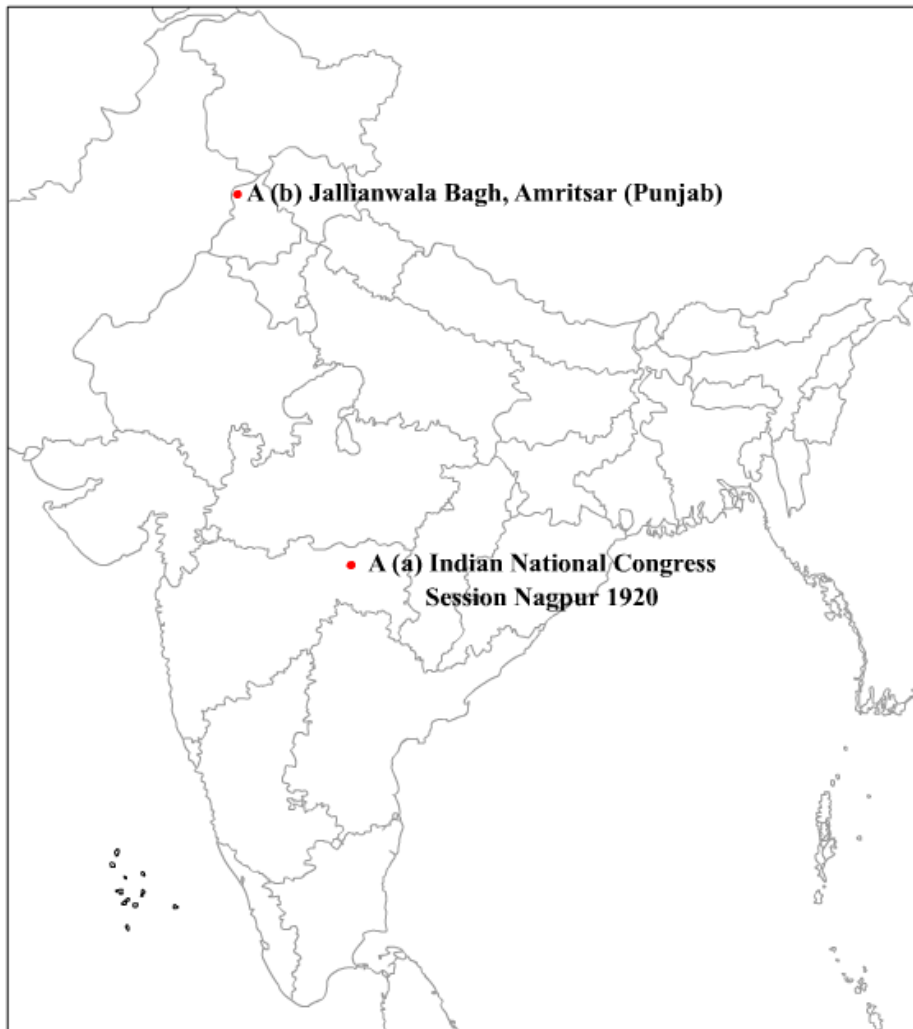 A (b) Jallianwala Bagh, Amritsar (Punjab)
A (a) Indian National Congress
Session Nagpur 1920